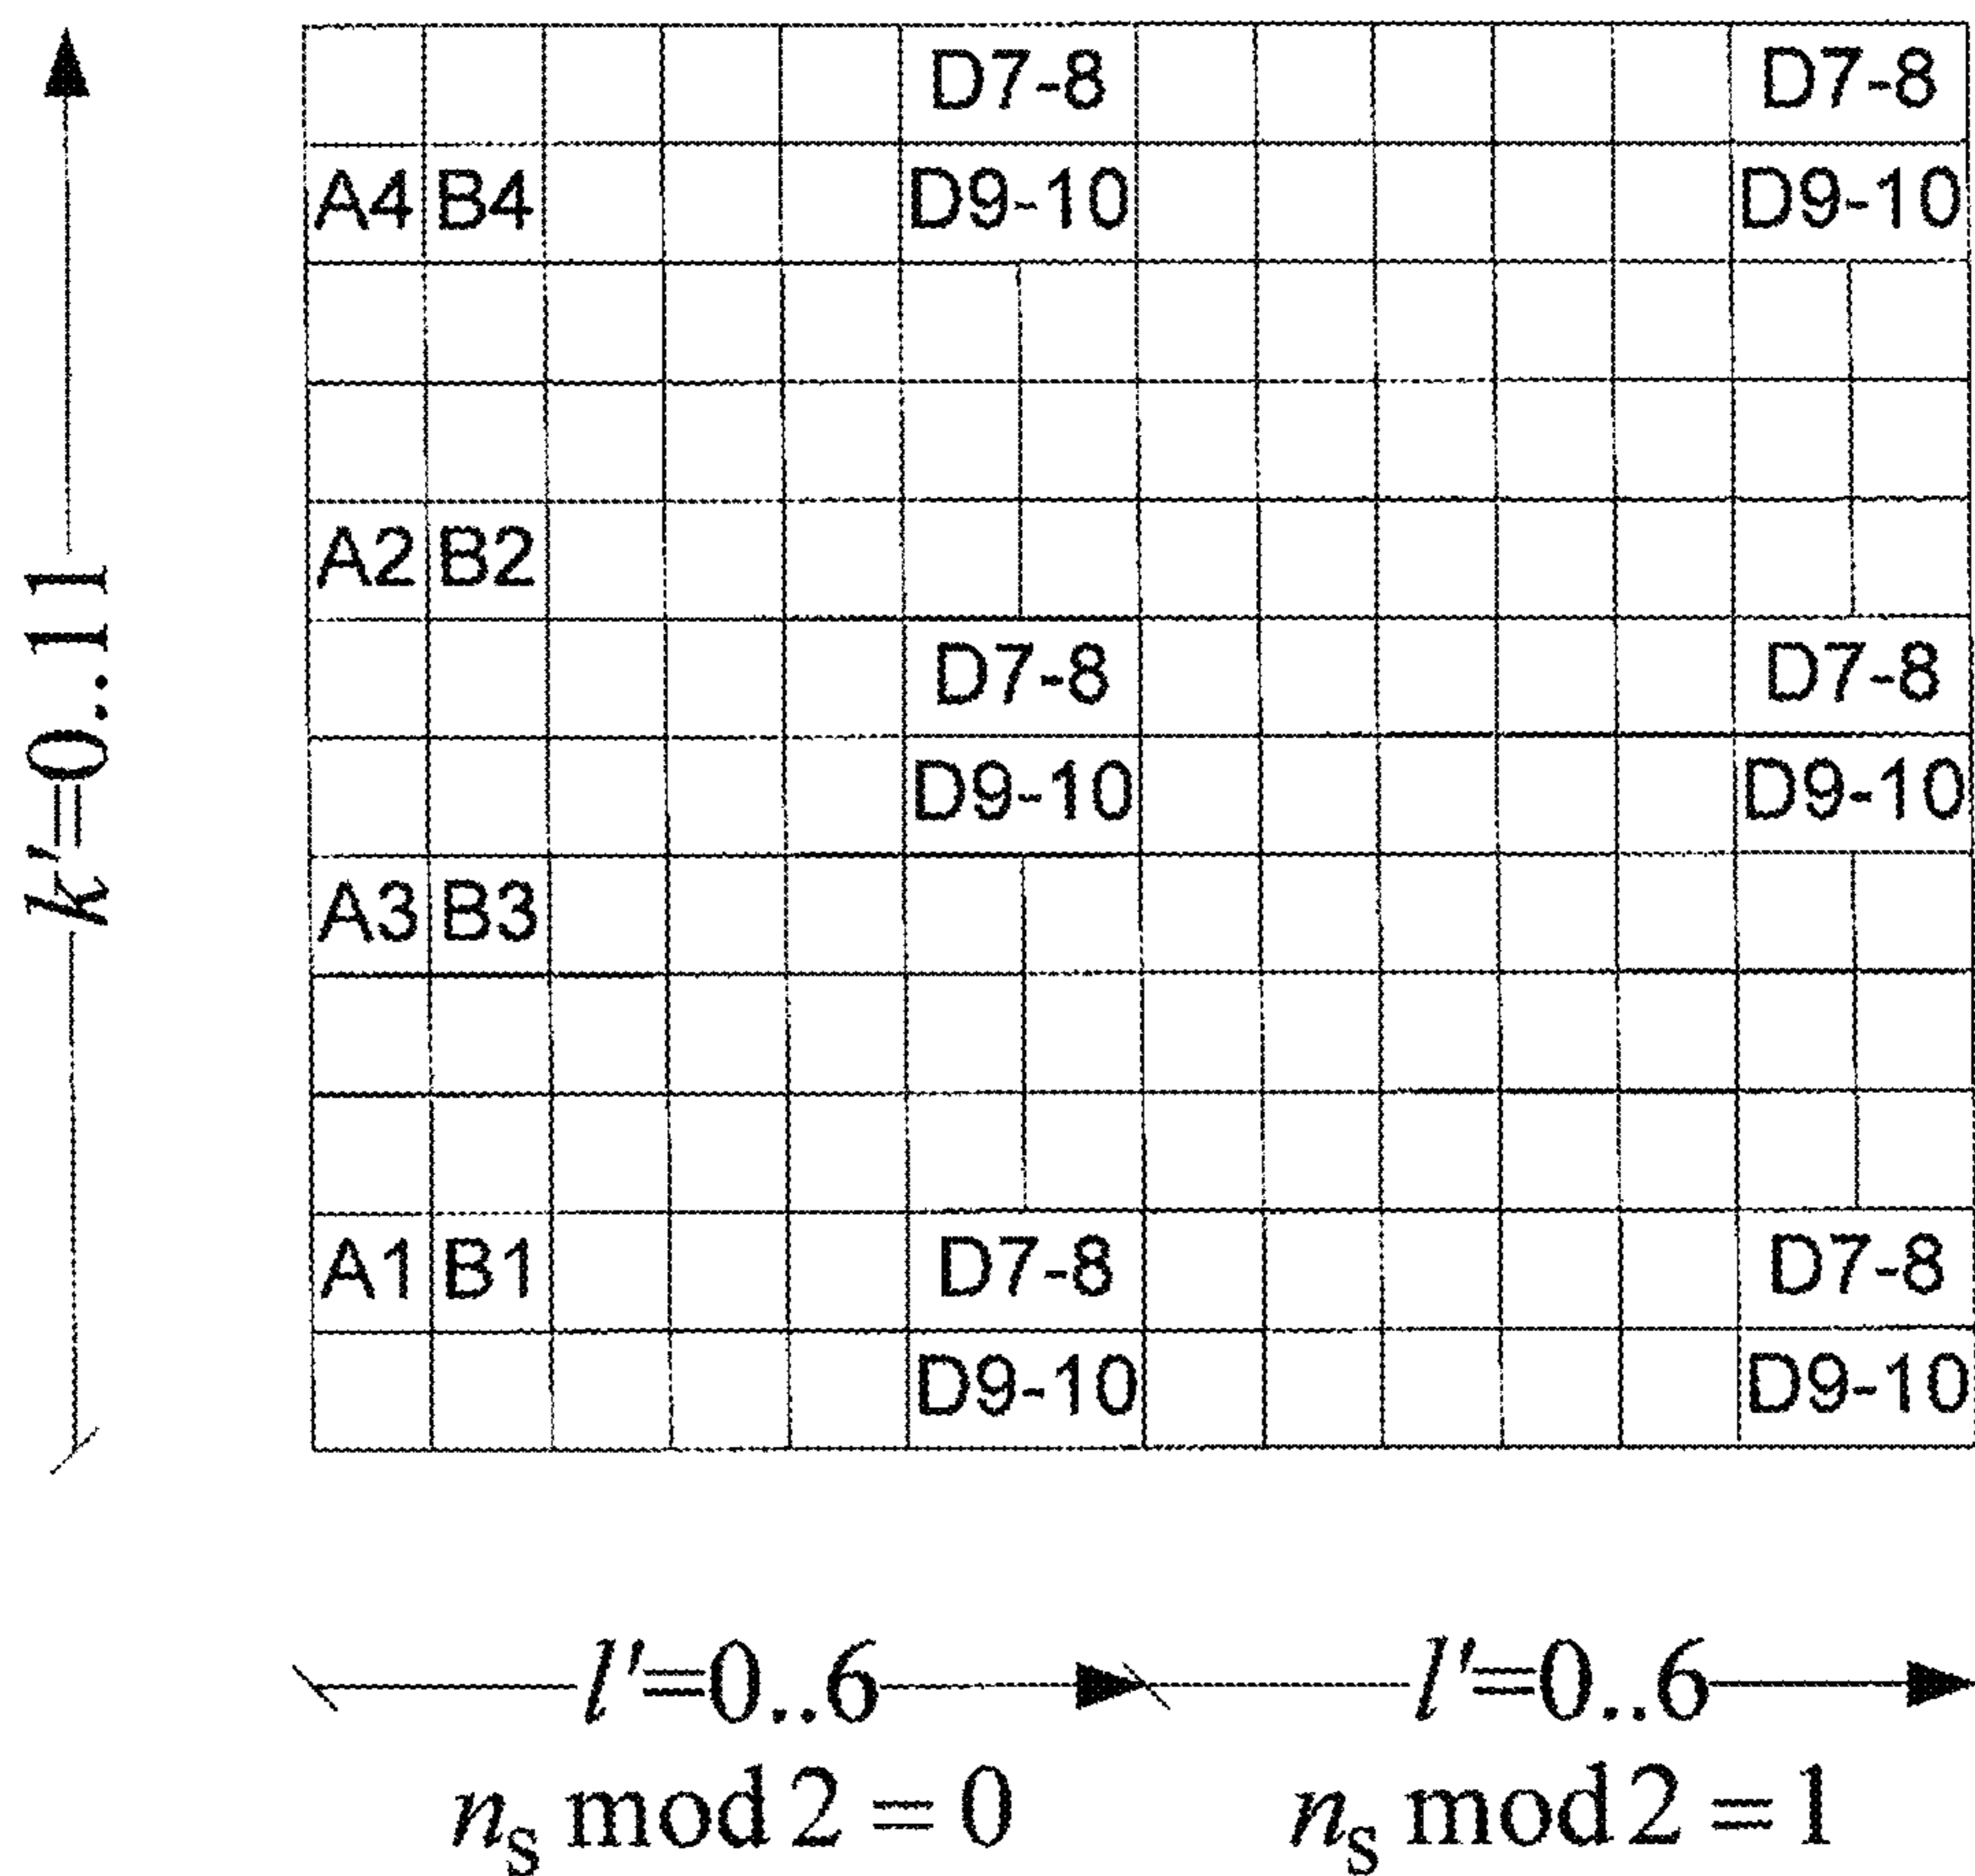 D7-8 D7-8
A4 B4 D9-10 D9-10
A2 B2
D7-8 D7-8
D9-10 D9-10
A3 B3
A1 B1 D7-8 D7-8
D9-10 D9-10
k'=0..11
l'=0..6 l'=0..6
nₛ mod 2 = 0 nₛ mod 2 = 1